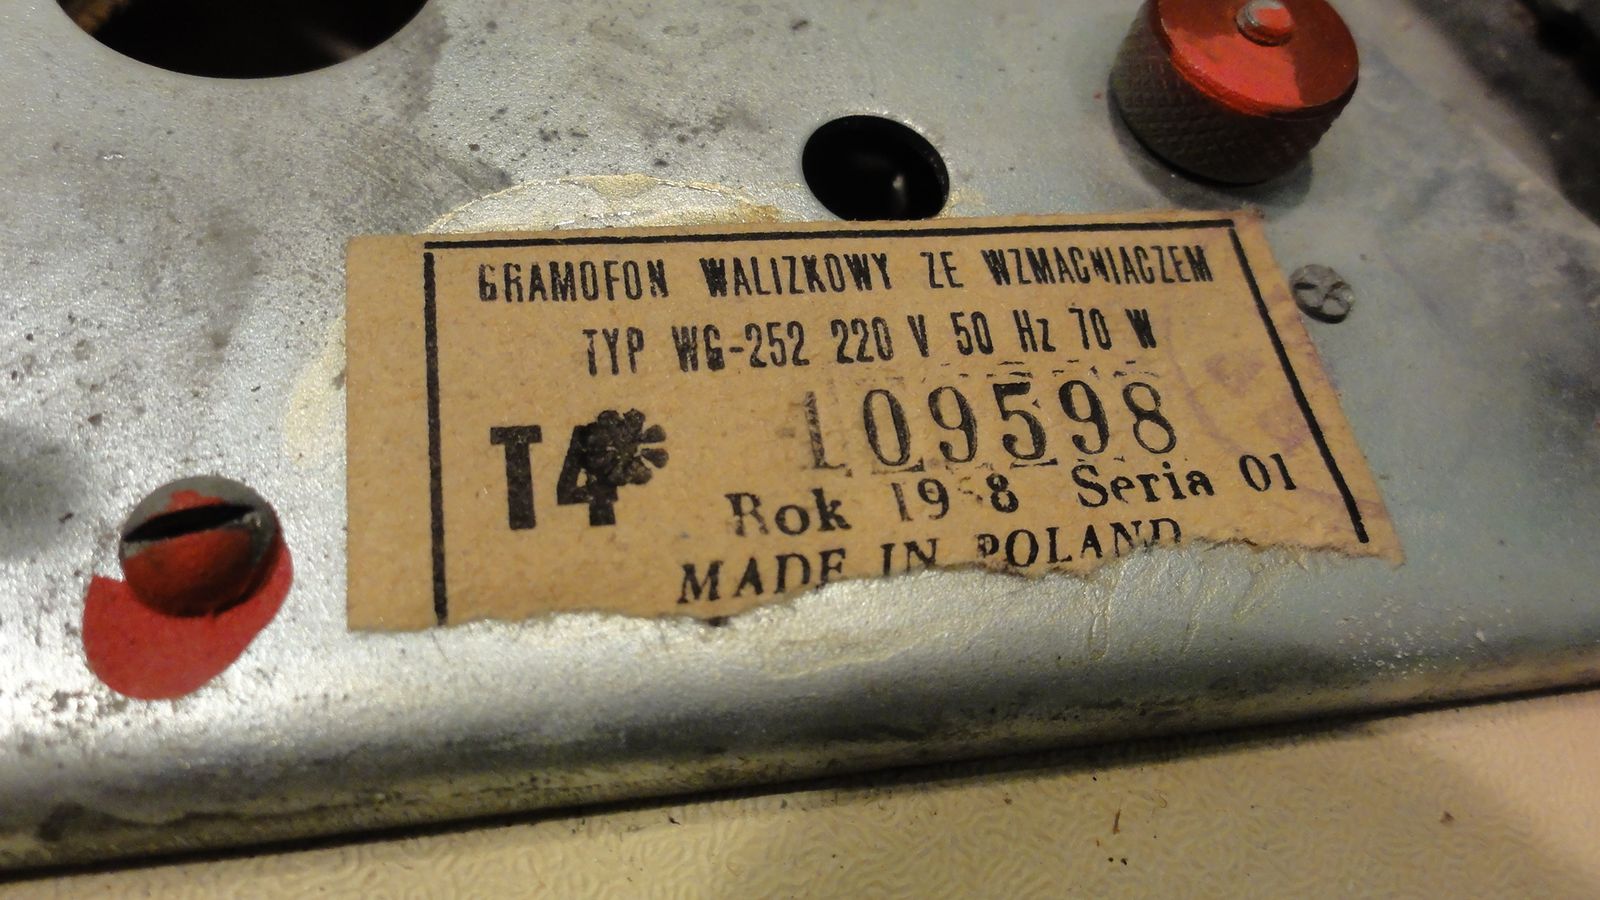 GRAMOFON WALIZKOWY ZE WZMACNIACZEM
TYP WG-252 220 V 50 Hz 70 W
109598
T4
Rok Seria 01
MADE IN POLAND